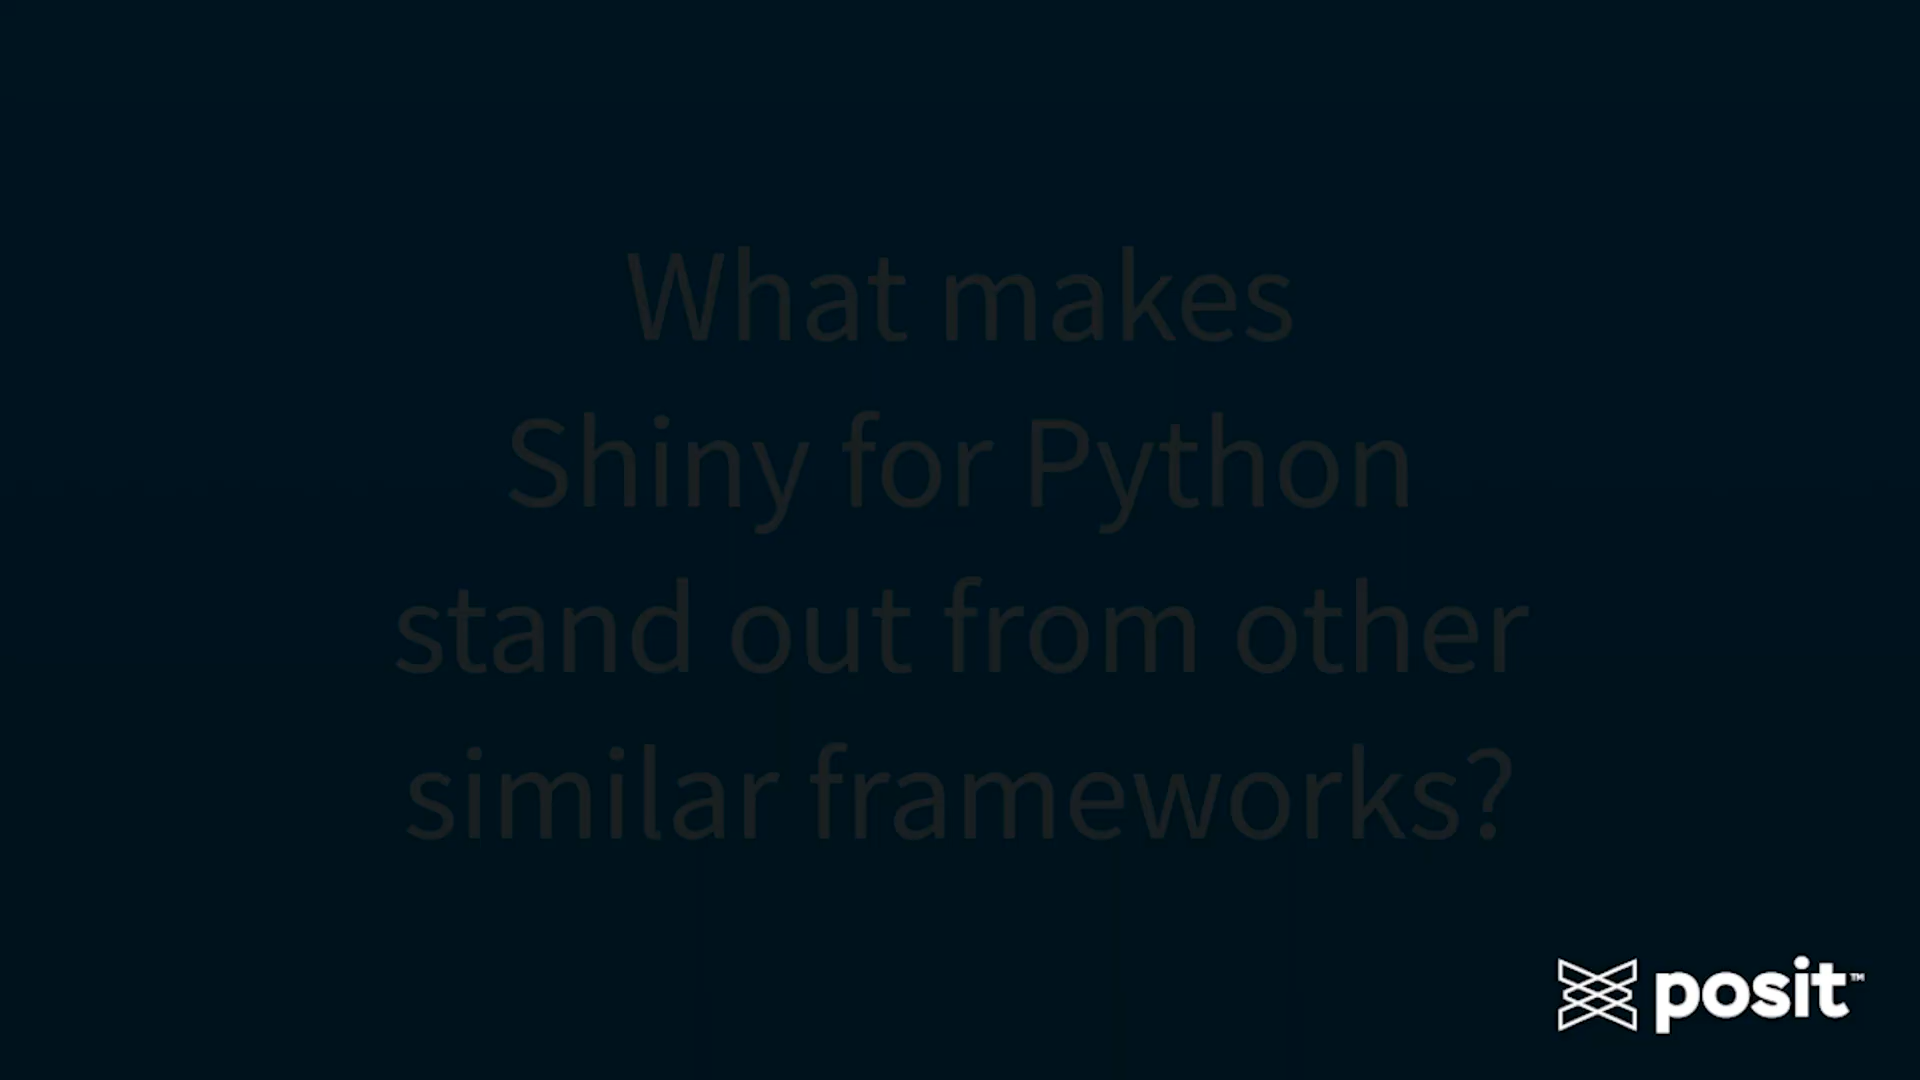 What makes
Shiny for Python
stand out from other
similar frameworks?
posit™